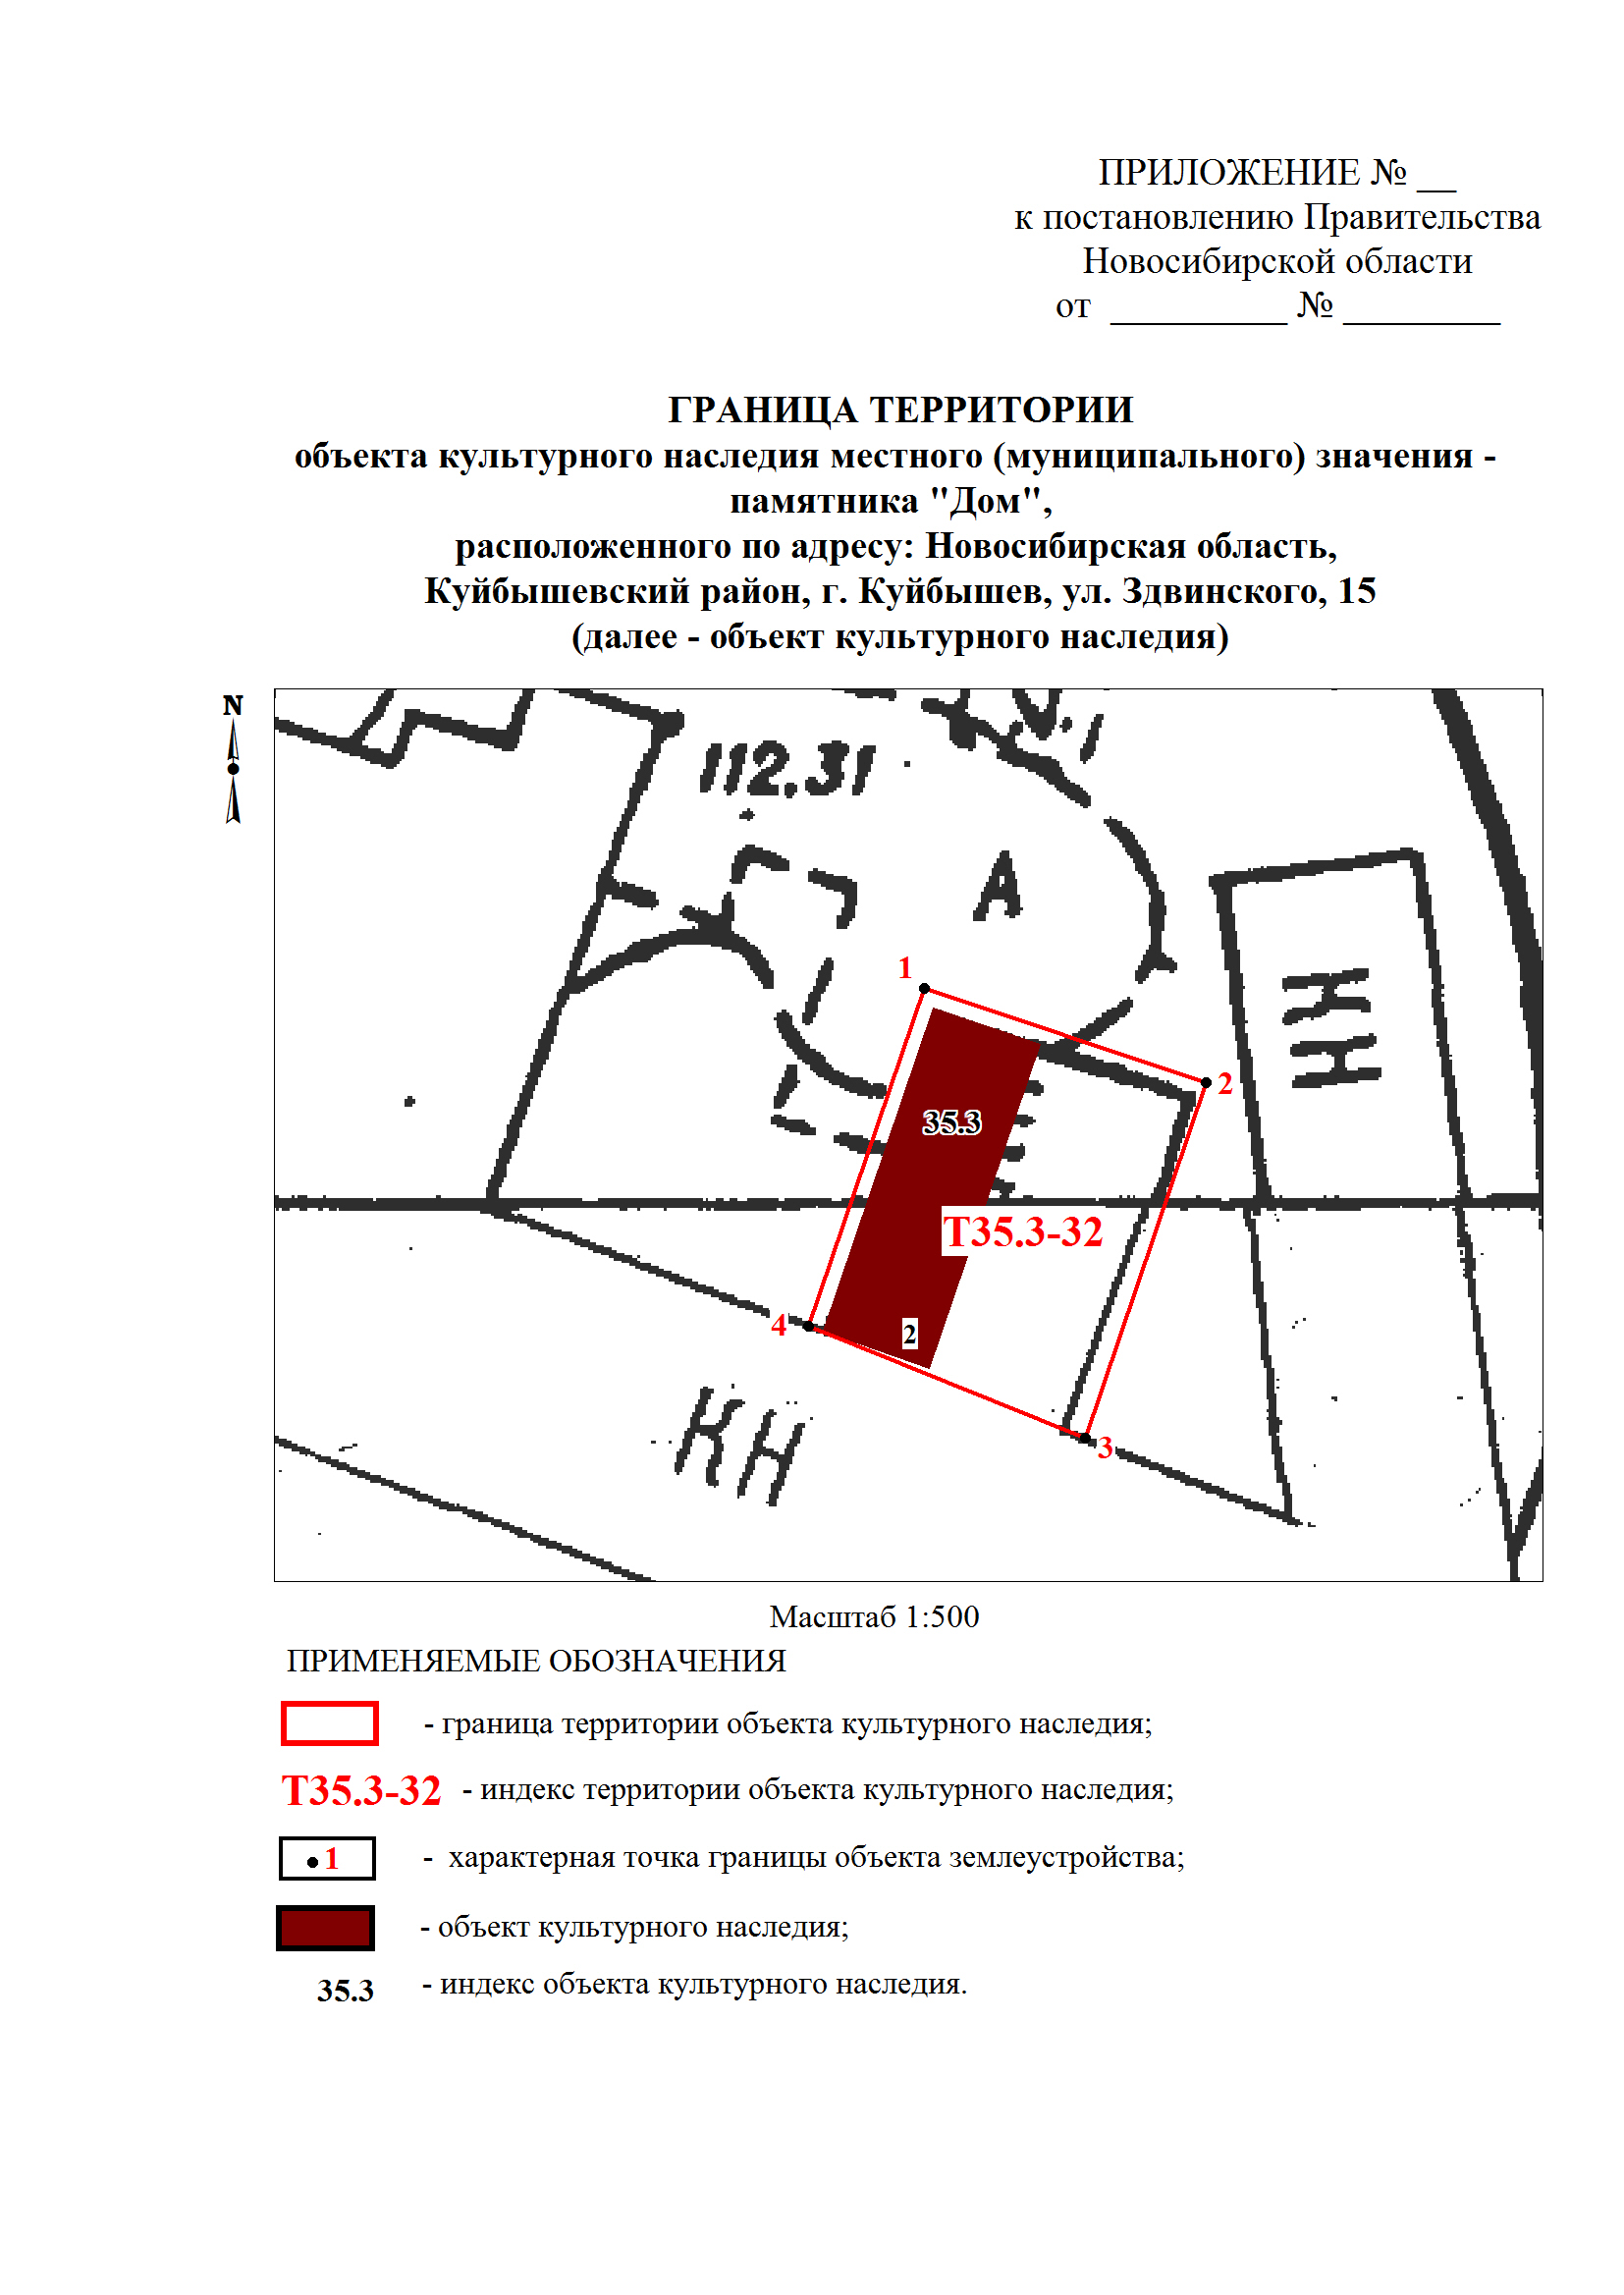 ПРИЛОЖЕНИЕ № __
к постановлению Правительства
Новосибирской области
от __________ № _________
ГРАНИЦА ТЕРРИТОРИИ
объекта культурного наследия местного (муниципального) значения -
памятника "Дом",
расположенного по адресу: Новосибирская область,
Куйбышевский район, г. Куйбышев, ул. Здвинского, 15
(далее - объект культурного наследия)
N
112.31
А
1
2
КН
35.3
Т35.3-32
4
2
3
КН
Масштаб 1:500
ПРИМЕНЯЕМЫЕ ОБОЗНАЧЕНИЯ
- граница территории объекта культурного наследия;
Т35.3-32 - индекс территории объекта культурного наследия;
1 - характерная точка границы объекта землеустройства;
- объект культурного наследия;
35.3 - индекс объекта культурного наследия.